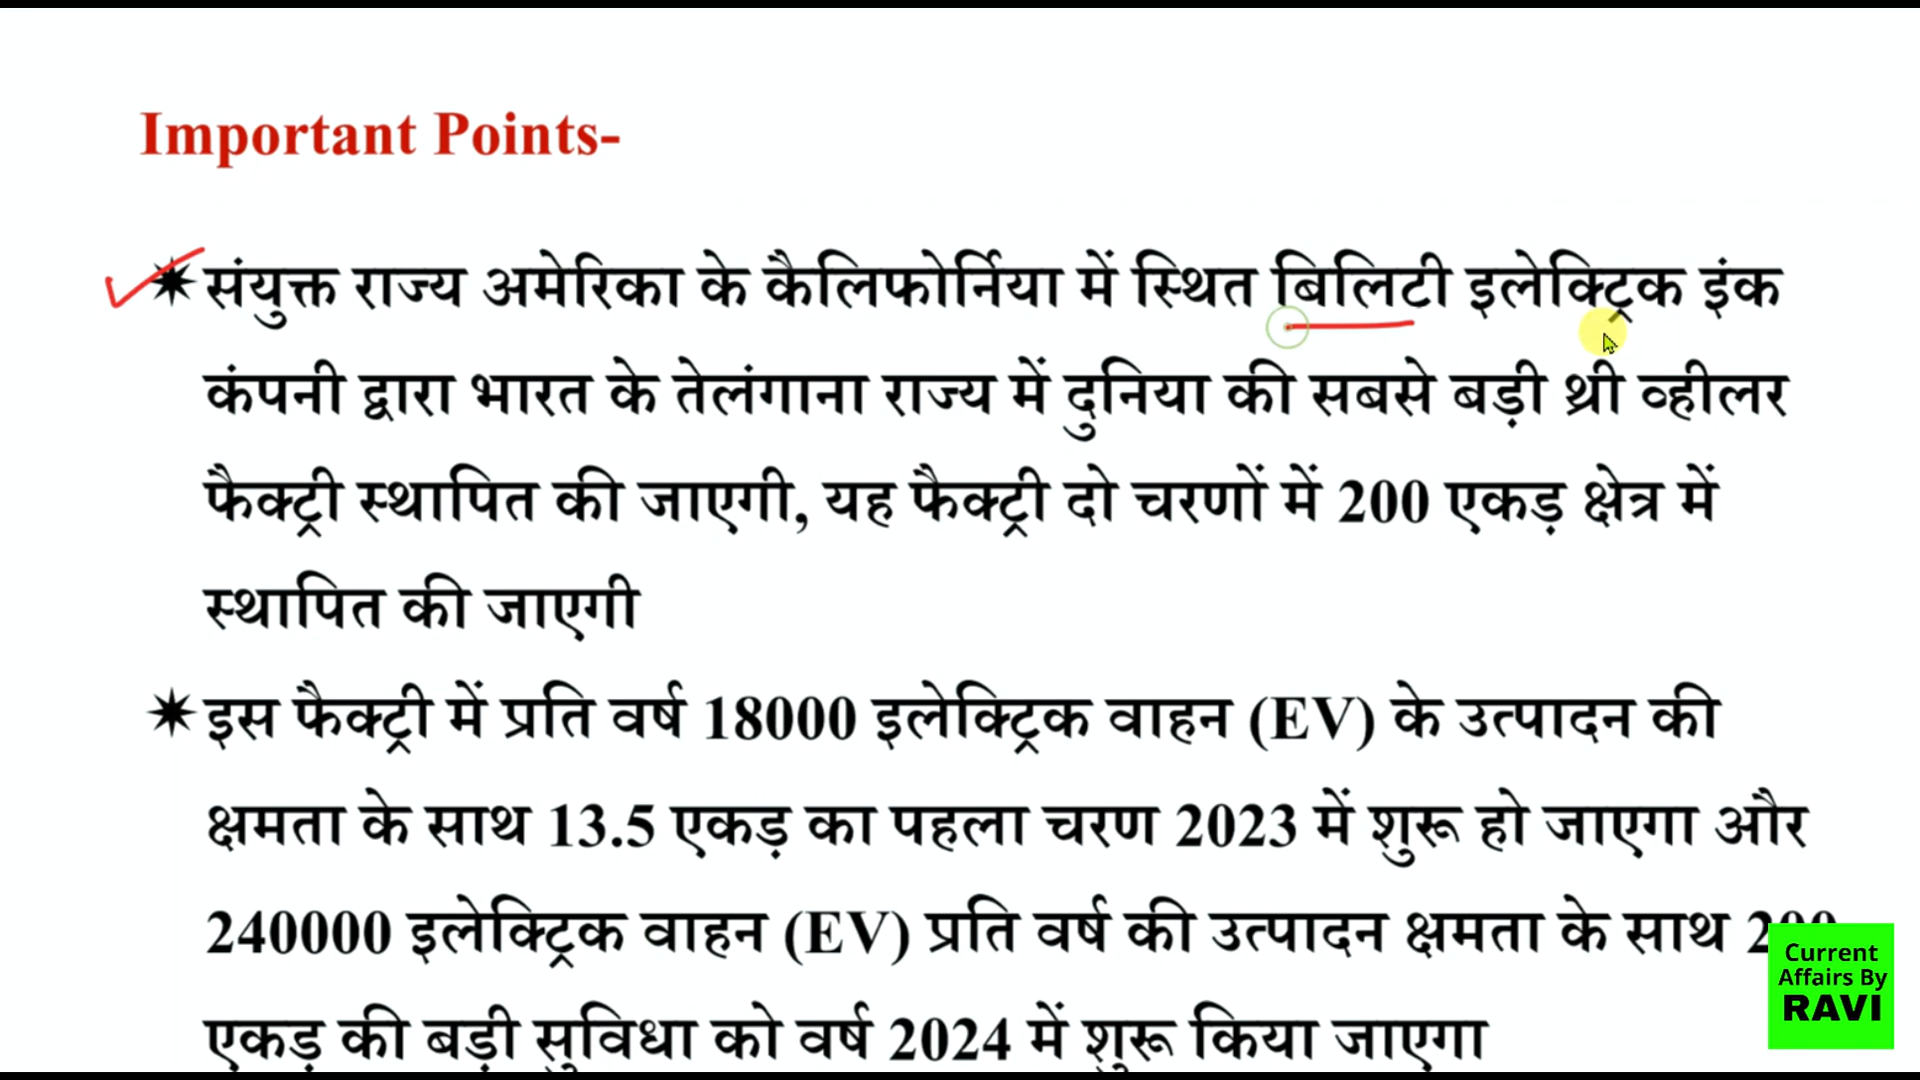 Important Points-
✷ संयुक्त राज्य अमेरिका के कैलिफोर्निया में स्थित बिलिटी इलेक्ट्रिक इंक
कंपनी द्वारा भारत के तेलंगाना राज्य में दुनिया की सबसे बड़ी थ्री व्हीलर
फैक्ट्री स्थापित की जाएगी, यह फैक्ट्री दो चरणों में 200 एकड़ क्षेत्र में
स्थापित की जाएगी
✷ इस फैक्ट्री में प्रति वर्ष 18000 इलेक्ट्रिक वाहन (EV) के उत्पादन की
क्षमता के साथ 13.5 एकड़ का पहला चरण 2023 में शुरू हो जाएगा और
240000 इलेक्ट्रिक वाहन (EV) प्रति वर्ष की उत्पादन क्षमता के साथ 200
एकड़ की बड़ी सुविधा को वर्ष 2024 में शुरू किया जाएगा
Current
Affairs By
RAVI